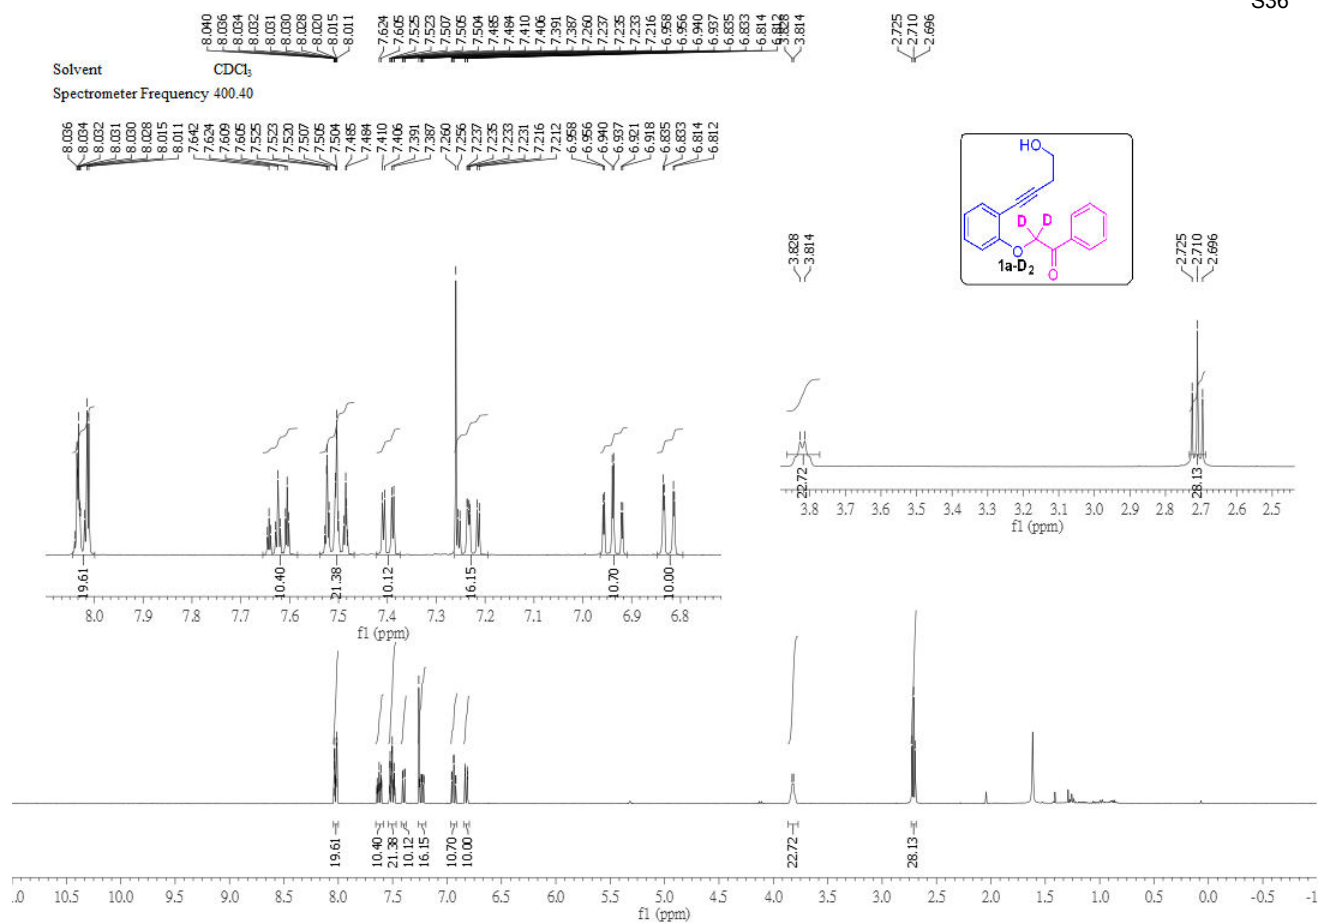 S36
8.040 8.036 8.034 8.032 8.031 8.030 8.028 8.020 8.015 8.011 7.624 7.605 7.525 7.523 7.507 7.505 7.504 7.485 7.484 7.410 7.406 7.391 7.387 7.260 7.237 7.235 7.233 7.216 6.958 6.956 6.940 6.937 6.835 6.833 6.814 6.812 3.828 3.814 2.725 2.710 2.696
Solvent CDCl3
Spectrometer Frequency 400.40
8.036 8.034 8.032 8.031 8.030 8.028 8.015 8.011 7.642 7.624 7.609 7.605 7.525 7.523 7.520 7.507 7.505 7.504 7.485 7.484 7.410 7.406 7.391 7.387 7.260 7.256 7.237 7.235 7.233 7.231 7.216 7.212 6.958 6.956 6.940 6.937 6.921 6.918 6.835 6.833 6.814 6.812
HO
D D
O
1a-D2
O
3.828 3.814 2.725 2.710 2.696
22.72 28.13
3.8 3.7 3.6 3.5 3.4 3.3 3.2 3.1 3.0 2.9 2.8 2.7 2.6 2.5
f1 (ppm)
19.61 10.40 21.38 10.12 16.15 10.70 10.00
8.0 7.9 7.8 7.7 7.6 7.5 7.4 7.3 7.2 7.1 7.0 6.9 6.8
f1 (ppm)
19.61 10.40 21.38 10.12 16.15 10.70 10.00 22.72 28.13
.0 10.5 10.0 9.5 9.0 8.5 8.0 7.5 7.0 6.5 6.0 5.5 5.0 4.5 4.0 3.5 3.0 2.5 2.0 1.5 1.0 0.5 0.0 -0.5 -1
f1 (ppm)